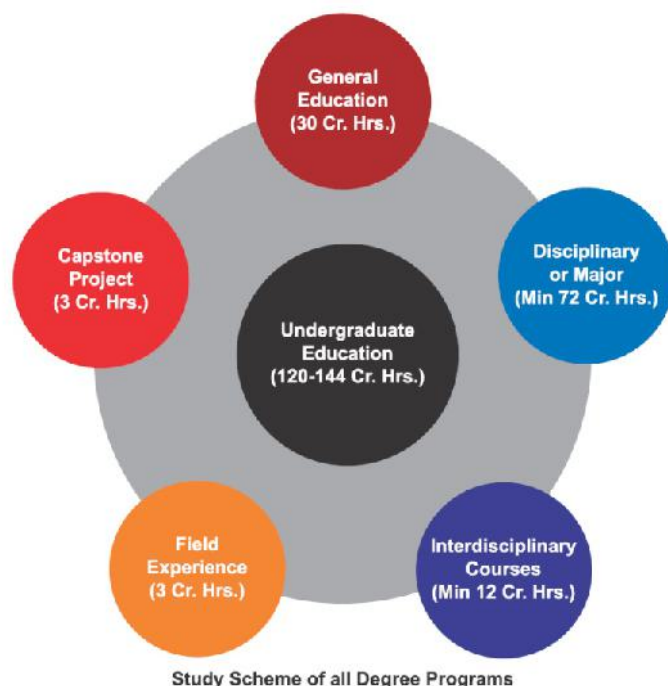 General
Education
(30 Cr. Hrs.)
Capstone
Project
(3 Cr. Hrs.)
Disciplinary
or Major
(Min 72 Cr. Hrs.)
Undergraduate
Education
(120-144 Cr. Hrs.)
Field
Experience
(3 Cr. Hrs.)
Interdisciplinary
Courses
(Min 12 Cr. Hrs.)
Study Scheme of all Degree Programs